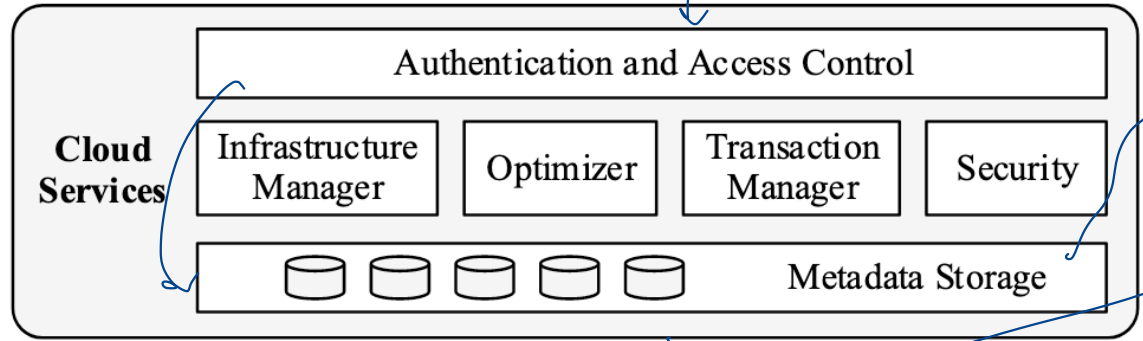 Authentication and Access Control
Cloud
Services
Infrastructure
Manager
Optimizer
Transaction
Manager
Security
Metadata Storage